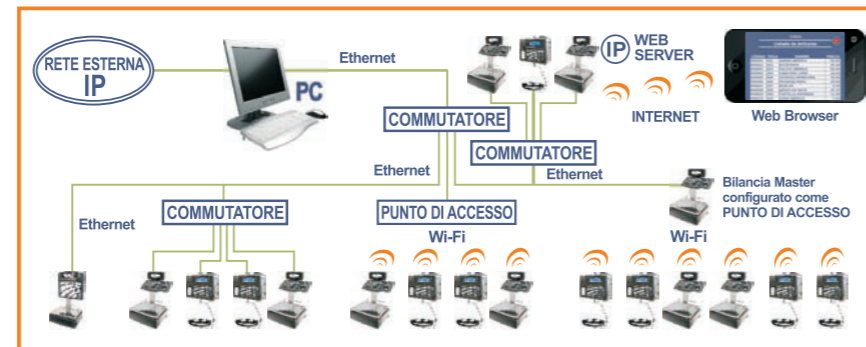 RETE ESTERNA
IP
PC
Ethernet
IP
WEB
SERVER
INTERNET
Web Browser
COMMUTATORE
COMMUTATORE
Ethernet
Ethernet
Bilancia Master
configurato come
PUNTO DI ACCESSO
Ethernet
COMMUTATORE
PUNTO DI ACCESSO
Wi-Fi
Wi-Fi